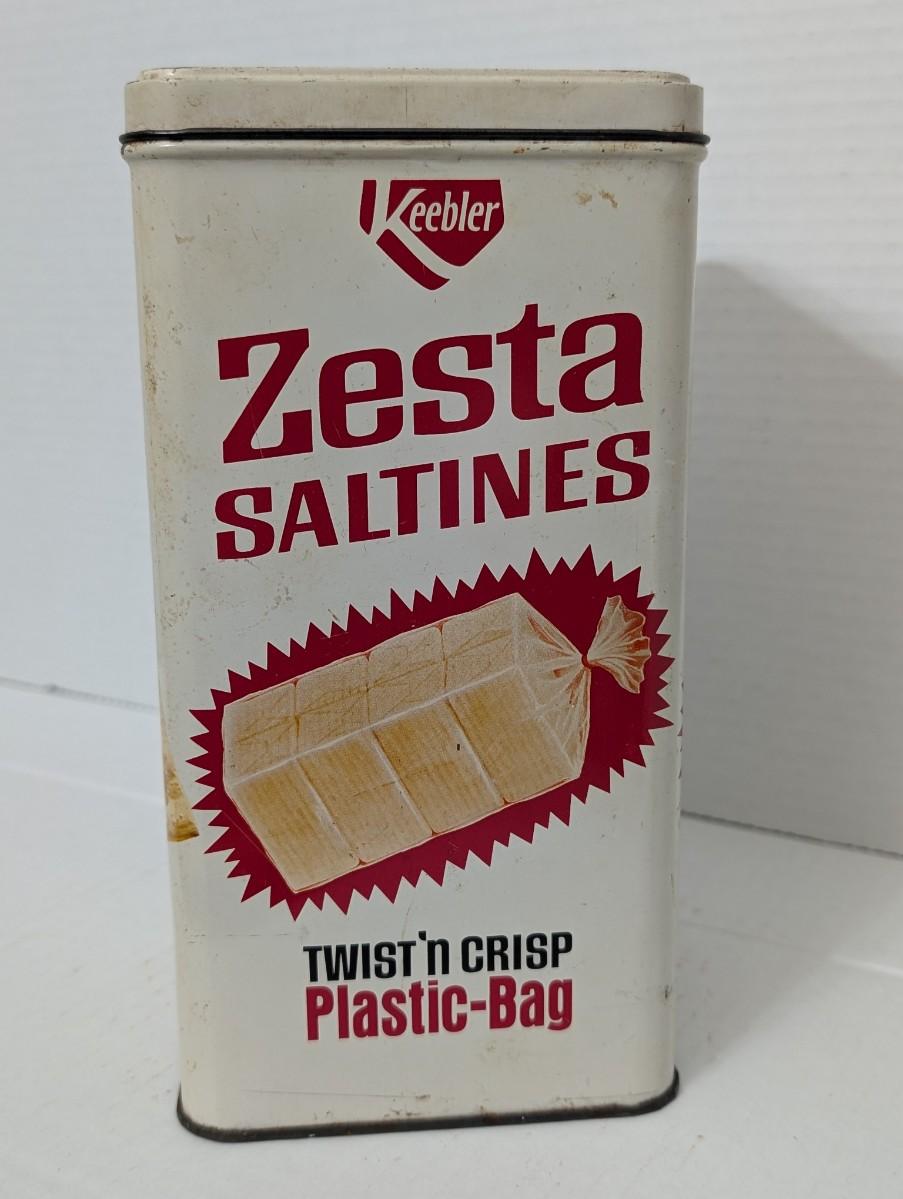 Keebler
Zesta
SALTINES
TWIST'n CRISP
Plastic-Bag